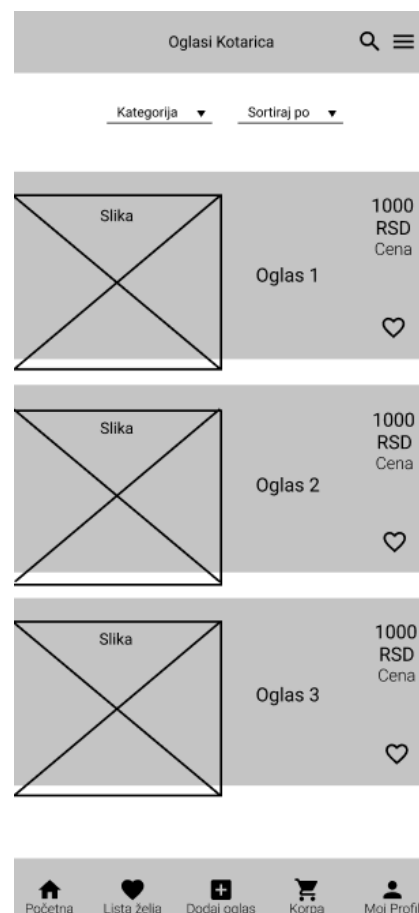 Oglasi Kotarica
Kategorija Sortiraj po
Slika
Oglas 1
1000
RSD
Cena
Slika
Oglas 2
1000
RSD
Cena
Slika
Oglas 3
1000
RSD
Cena
Početna Lista želja Dodaj oglas Korpa Moj Profil